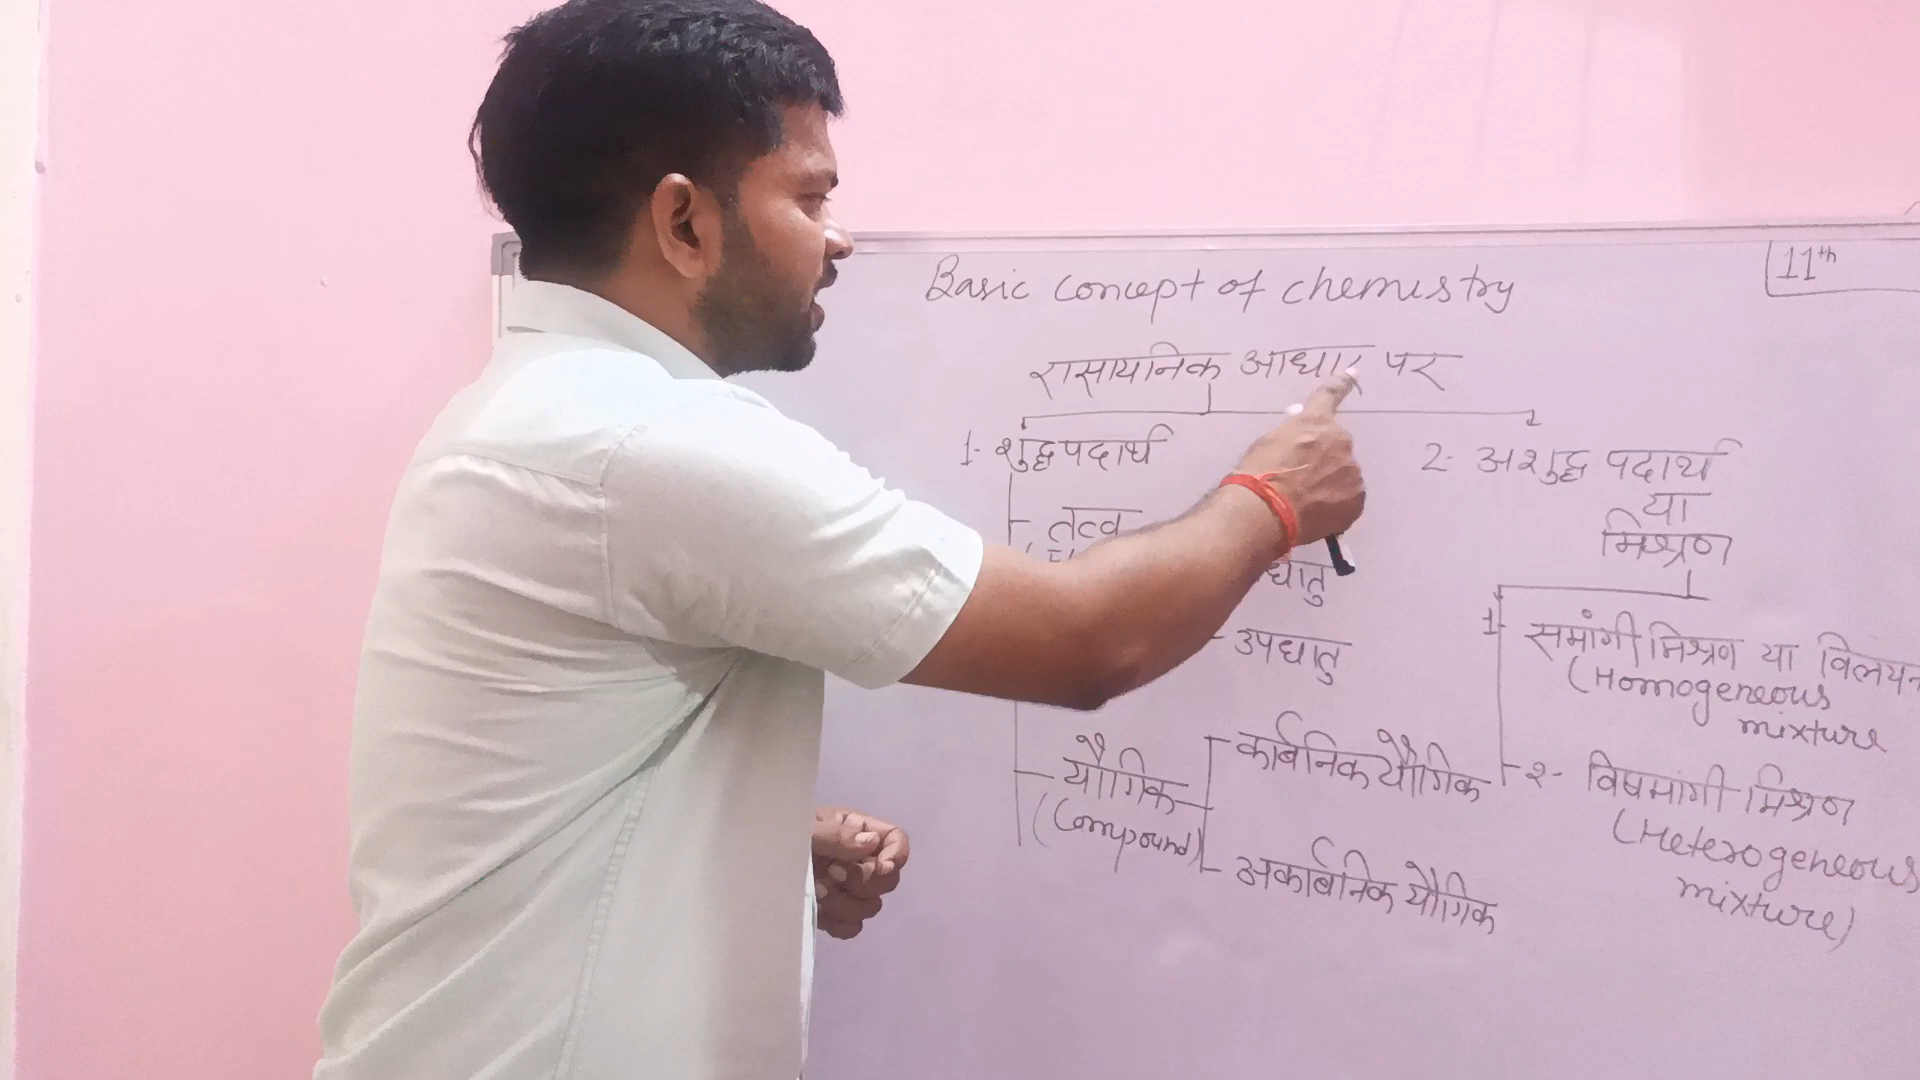 Basic concept of chemistry
11th
रासायनिक आधार पर
1- शुद्ध पदार्थ
2- अशुद्ध पदार्थ
या
मिश्रण
तत्व
धातु
उपधातु
1- समांगी मिश्रण या विलयन
(Homogeneous
mixture
यौगिक
(Compound)
कार्बनिक यौगिक
अकार्बनिक यौगिक
२- विषमांगी मिश्रण
(Heterogeneous
mixture)